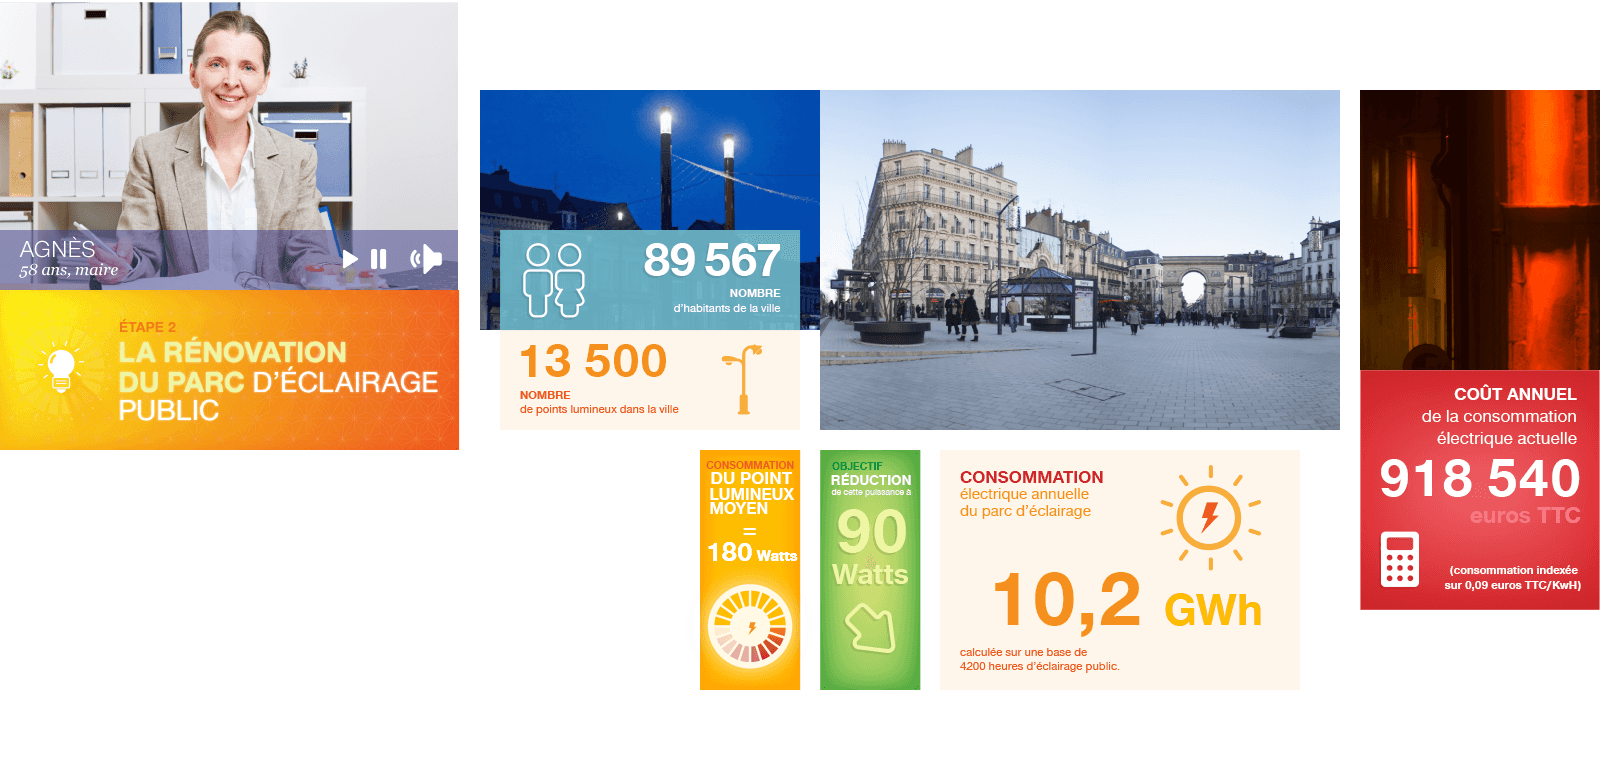 AGNÈS
58 ans, maire
ÉTAPE 2
LA RÉNOVATION
DU PARC D'ÉCLAIRAGE
PUBLIC
89 567
NOMBRE
d'habitants de la ville
13 500
NOMBRE
de points lumineux dans la ville
CONSOMMATION
DU POINT
LUMINEUX
MOYEN
=
180 Watts
OBJECTIF
RÉDUCTION
de cette puissance à
90
Watts
CONSOMMATION
électrique annuelle
du parc d'éclairage
10,2 GWh
calculée sur une base de
4200 heures d'éclairage public.
COÛT ANNUEL
de la consommation
électrique actuelle
918 540
euros TTC
(consommation indexée
sur 0,09 euros TTC/KwH)